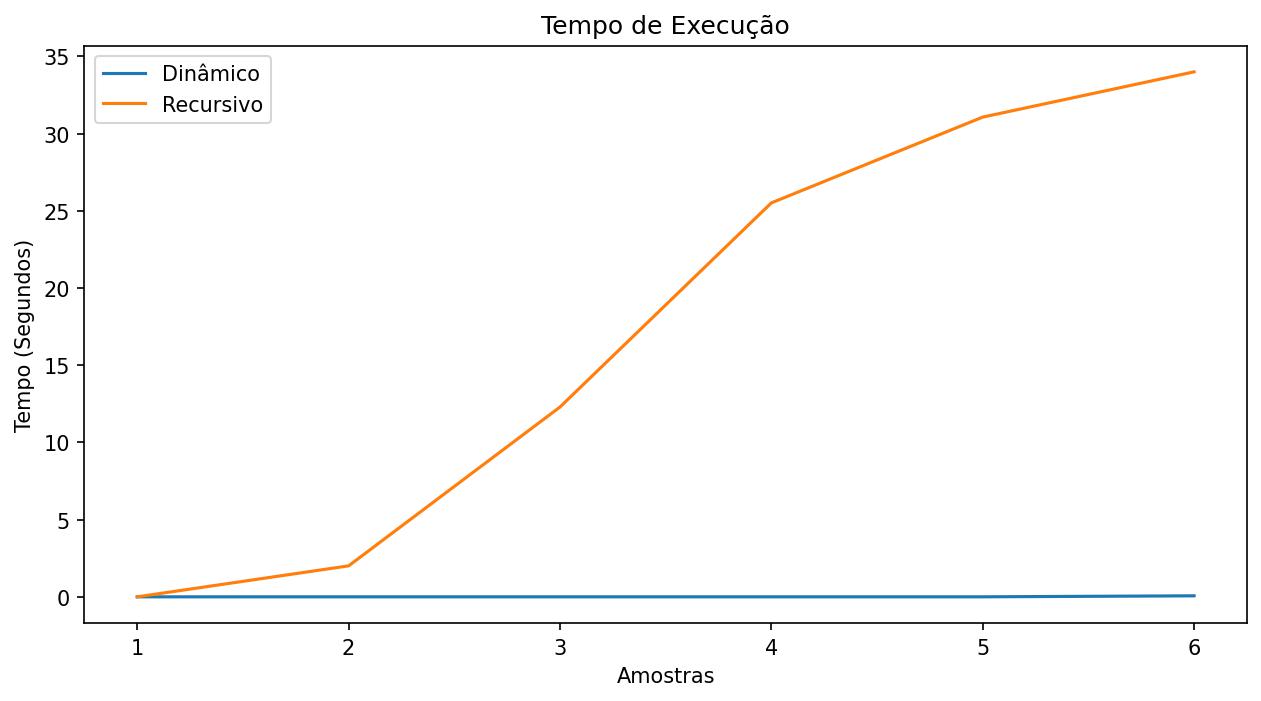 Tempo de Execução
Dinâmico
Recursivo
35
30
25
20
15
10
5
0
Tempo (Segundos)
1 2 3 4 5 6
Amostras